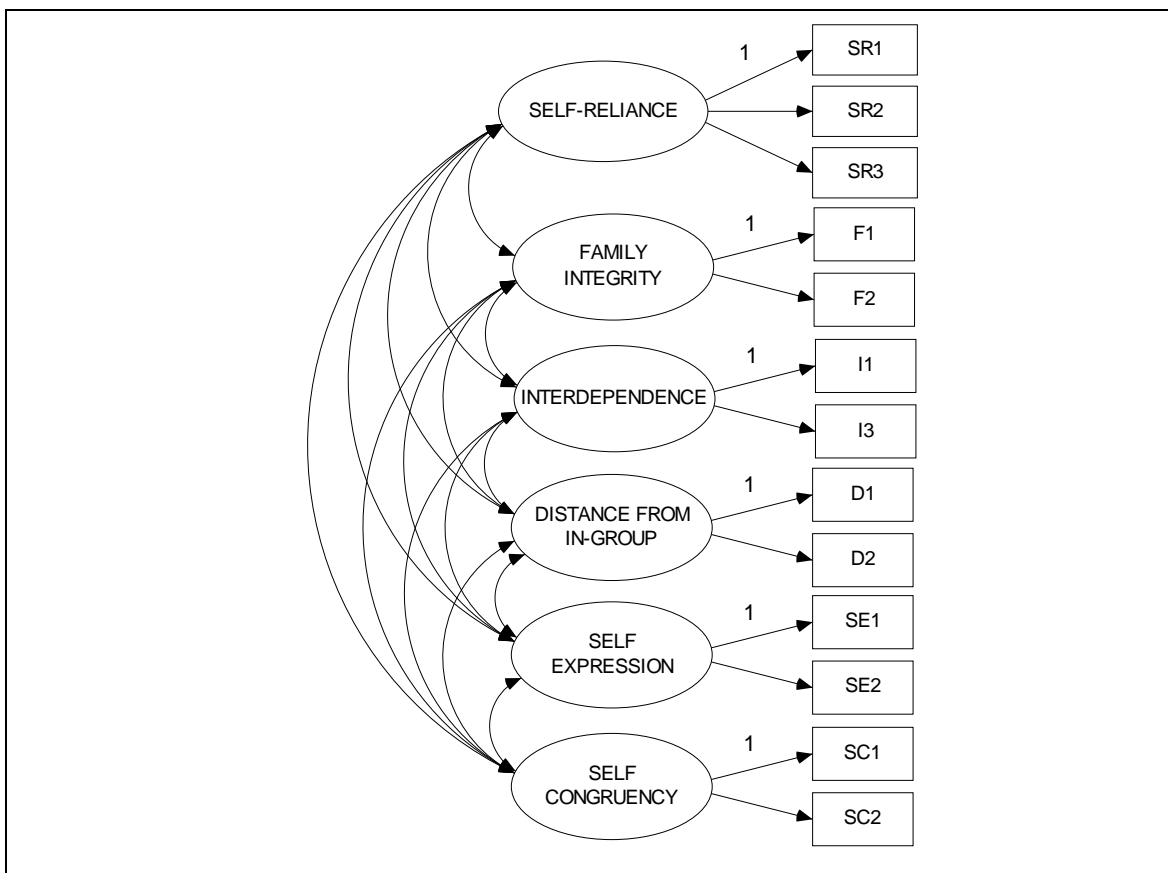 1
SR1
SELF-RELIANCE
SR2
SR3
1
F1
FAMILY
INTEGRITY
F2
1
I1
INTERDEPENDENCE
I3
1
D1
DISTANCE FROM
IN-GROUP
D2
1
SE1
SELF
EXPRESSION
SE2
1
SC1
SELF
CONGRUENCY
SC2